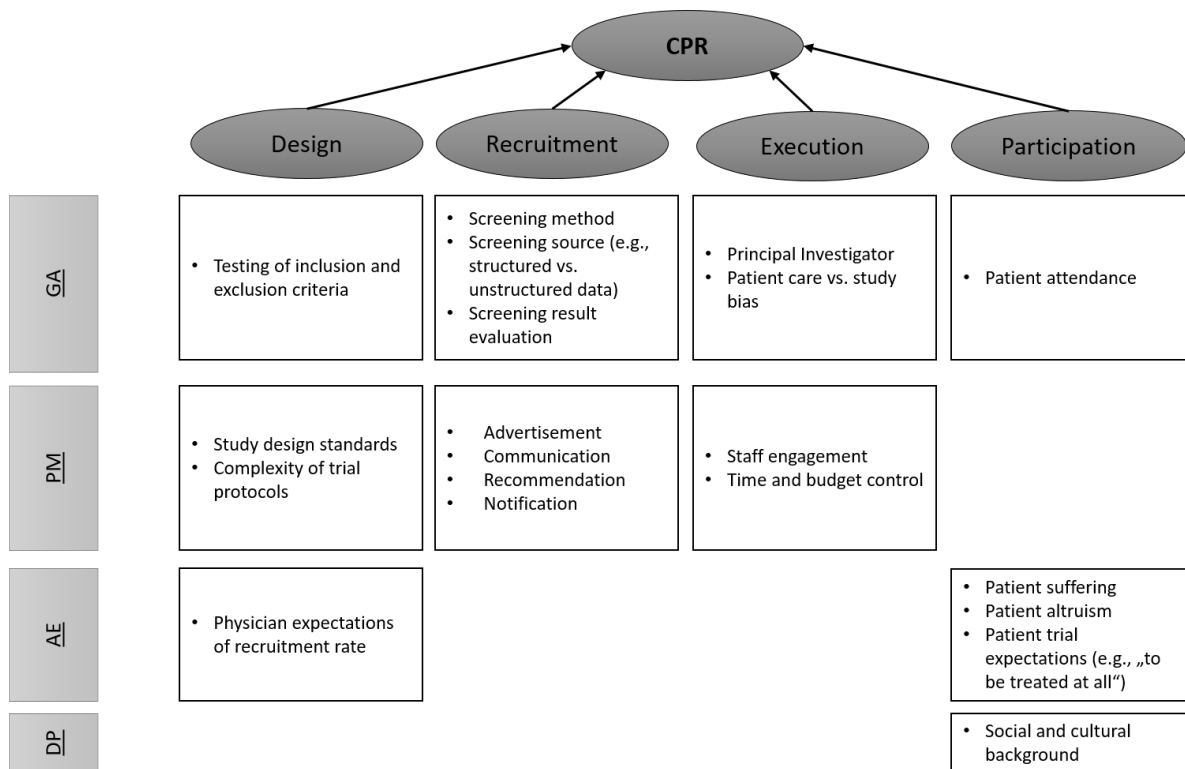 CPR
Design
Recruitment
Execution
Participation
GA
• Testing of inclusion and
exclusion criteria
• Screening method
• Screening source (e.g.,
structured vs.
unstructured data)
• Screening result
evaluation
• Principal Investigator
• Patient care vs. study
bias
• Patient attendance
PM
• Study design standards
• Complexity of trial
protocols
• Advertisement
• Communication
• Recommendation
• Notification
• Staff engagement
• Time and budget control
AE
• Physician expectations
of recruitment rate
• Patient suffering
• Patient altruism
• Patient trial
expectations (e.g., „to
be treated at all“)
DP
• Social and cultural
background